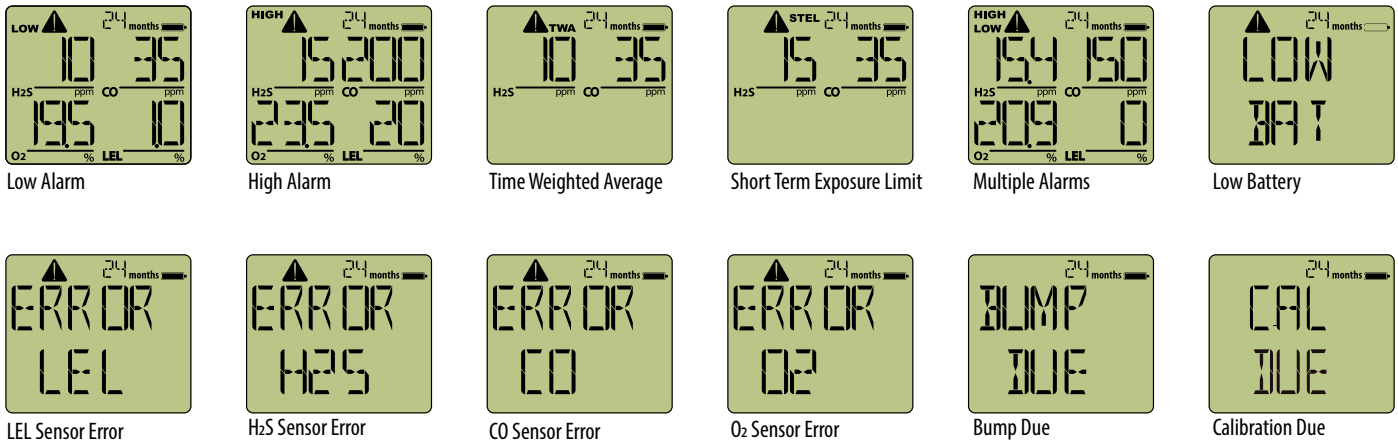 LOW 24 months
10 35
H2S ppm CO ppm
19.5 1.0
O2 % LEL %
Low Alarm
HIGH 24 months
15 200
H2S ppm CO ppm
23.5 20
O2 % LEL %
High Alarm
TWA 24 months
10 35
H2S ppm CO ppm
Time Weighted Average
STEL 24 months
15 35
H2S ppm CO ppm
Short Term Exposure Limit
HIGH
LOW 24 months
15.4 150
H2S ppm CO ppm
20.9 0
O2 % LEL %
Multiple Alarms
24 months
LOW
BAT
Low Battery
24 months
ERROR
LEL
LEL Sensor Error
24 months
ERROR
H2S
H2S Sensor Error
24 months
ERROR
CO
CO Sensor Error
24 months
ERROR
O2
O2 Sensor Error
24 months
BUMP
DUE
Bump Due
24 months
CAL
DUE
Calibration Due